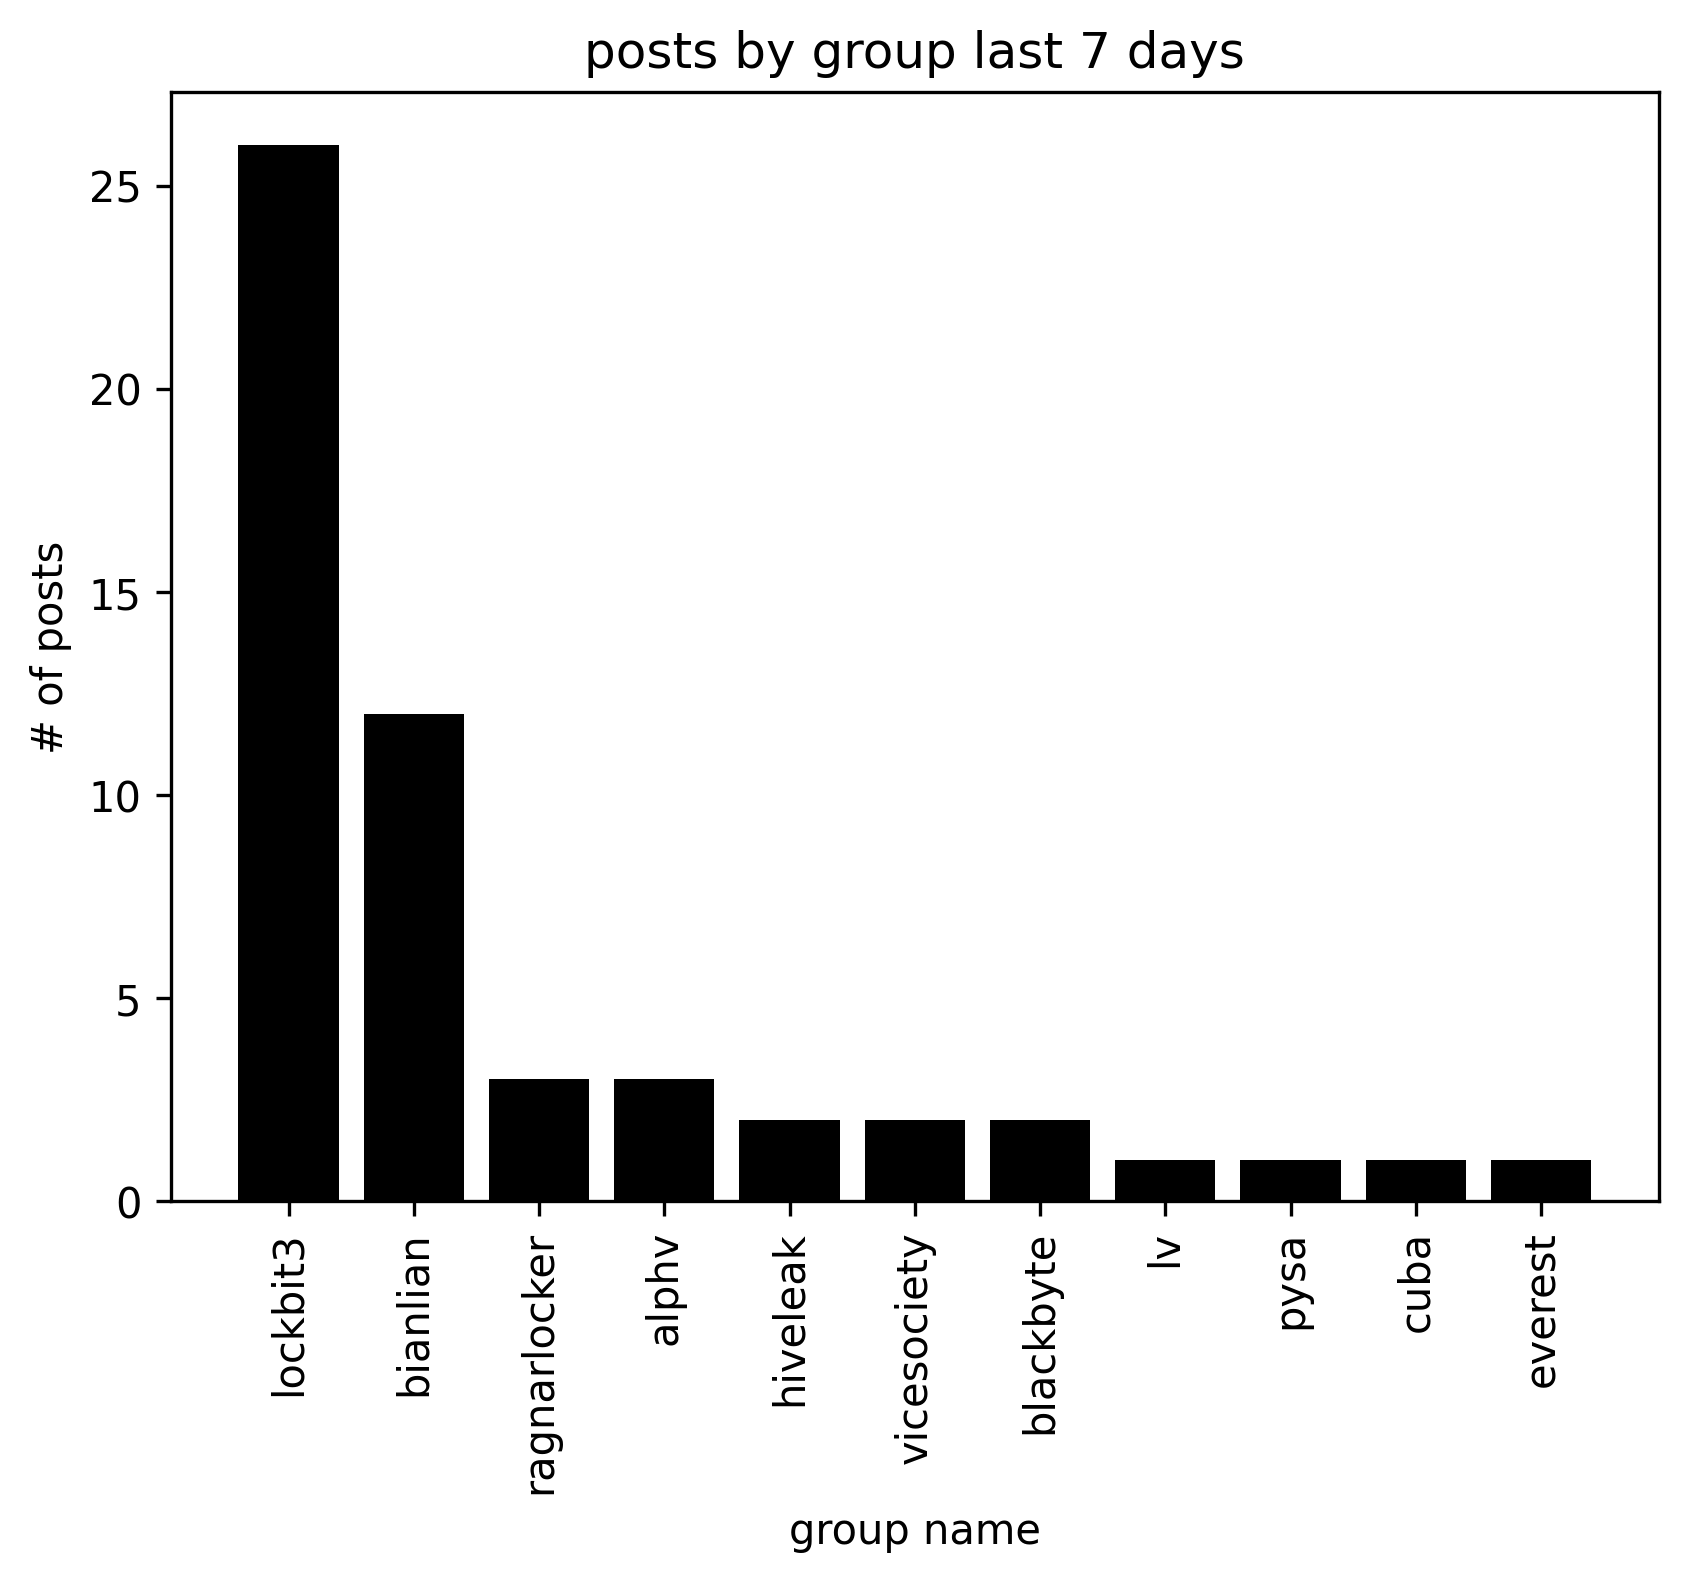 posts by group last 7 days
# of posts
25
20
15
10
5
0
lockbit3
bianlian
ragnarlocker
alphv
hiveleak
vicesociety
blackbyte
lv
pysa
cuba
everest
group name